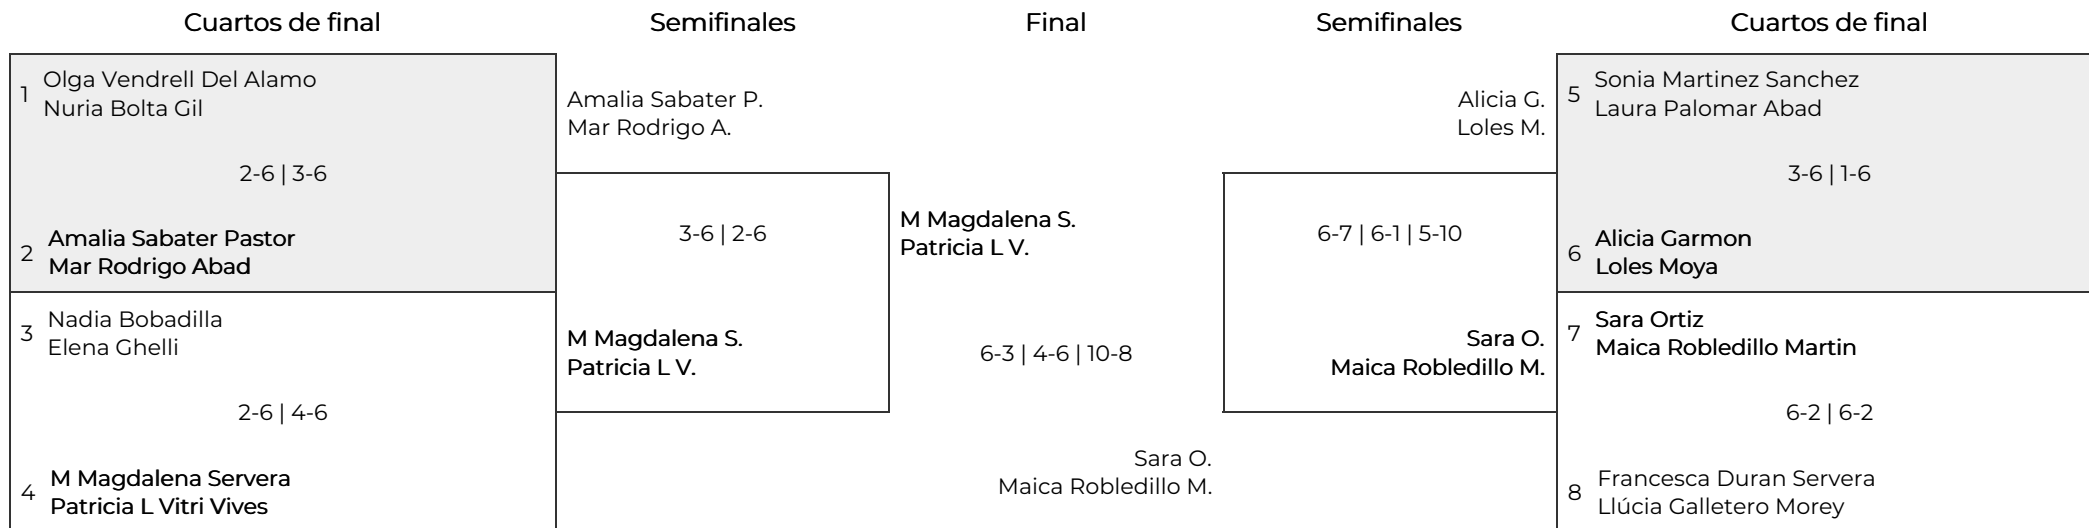 Cuartos de final
Semifinales
Final
Semifinales
Cuartos de final
1
Olga Vendrell Del Alamo
Nuria Bolta Gil
2-6 | 3-6
2
Amalia Sabater Pastor
Mar Rodrigo Abad
3
Nadia Bobadilla
Elena Ghelli
2-6 | 4-6
4
M Magdalena Servera
Patricia L Vitri Vives
Amalia Sabater P.
Mar Rodrigo A.
3-6 | 2-6
M Magdalena S.
Patricia L V.
M Magdalena S.
Patricia L V.
6-3 | 4-6 | 10-8
Sara O.
Maica Robledillo M.
Alicia G.
Loles M.
6-7 | 6-1 | 5-10
Sara O.
Maica Robledillo M.
5
Sonia Martinez Sanchez
Laura Palomar Abad
3-6 | 1-6
6
Alicia Garmon
Loles Moya
7
Sara Ortiz
Maica Robledillo Martin
6-2 | 6-2
8
Francesca Duran Servera
Llúcia Galletero Morey